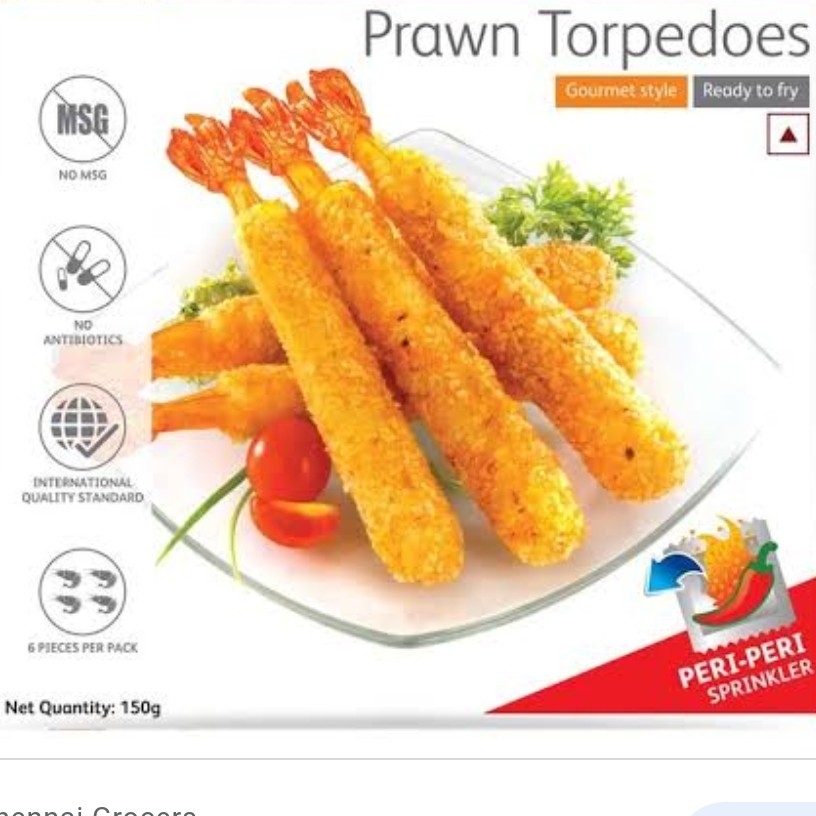 Prawn Torpedoes
Gourmet style
Ready to fry
MSG
NO MSG
NO
ANTIBIOTICS
INTERNATIONAL
QUALITY STANDARD
6 PIECES PER PACK
PERI-PERI
SPRINKLER
Net Quantity: 150g
Grocers